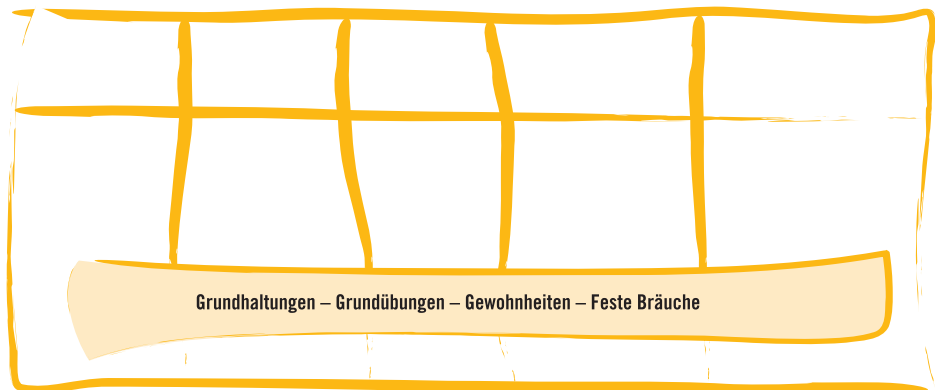 Grundhaltungen – Grundübungen – Gewohnheiten – Feste Bräuche